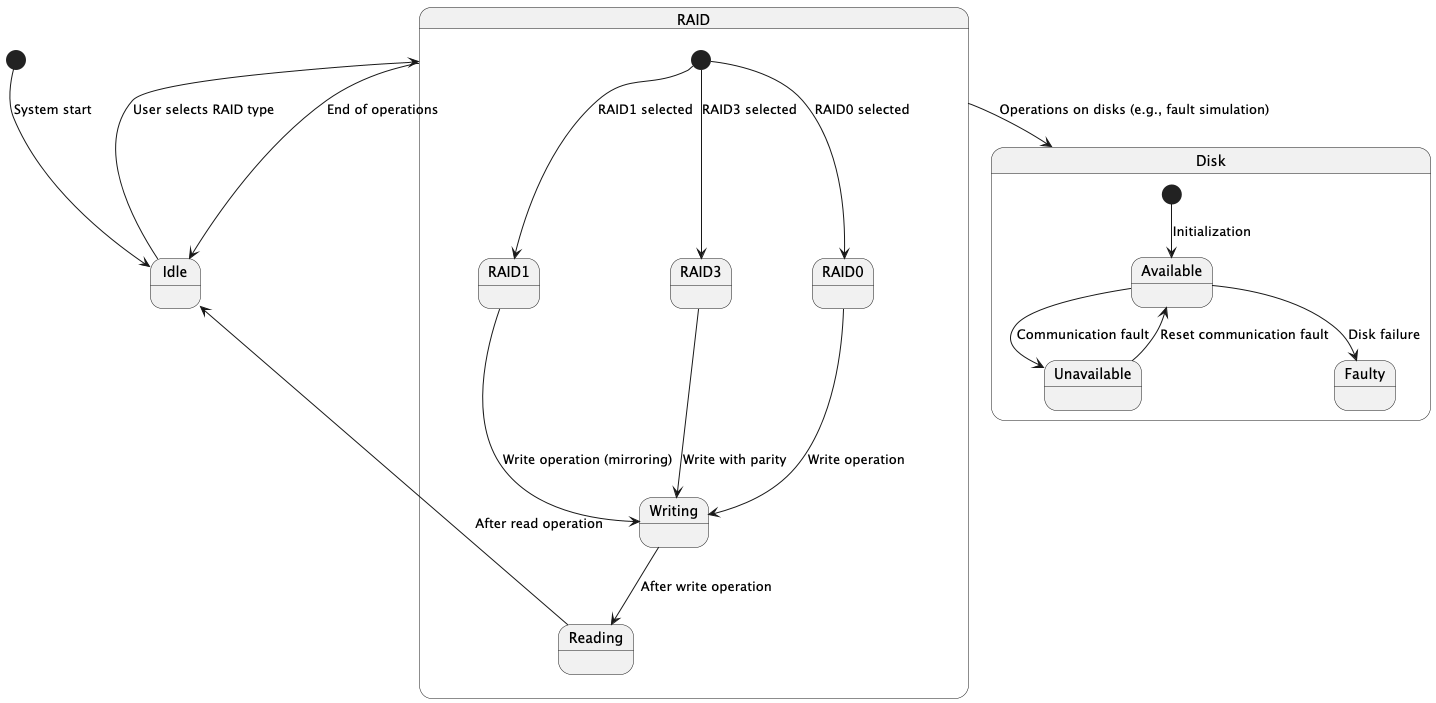 RAID
System start
User selects RAID type
End of operations
RAID1 selected
RAID3 selected
RAID0 selected
Operations on disks (e.g., fault simulation)
Disk
Initialization
Idle
RAID1
RAID3
RAID0
Available
Communication fault
Reset communication fault
Disk failure
Unavailable
Faulty
Write operation (mirroring)
Write with parity
Write operation
Writing
After read operation
After write operation
Reading